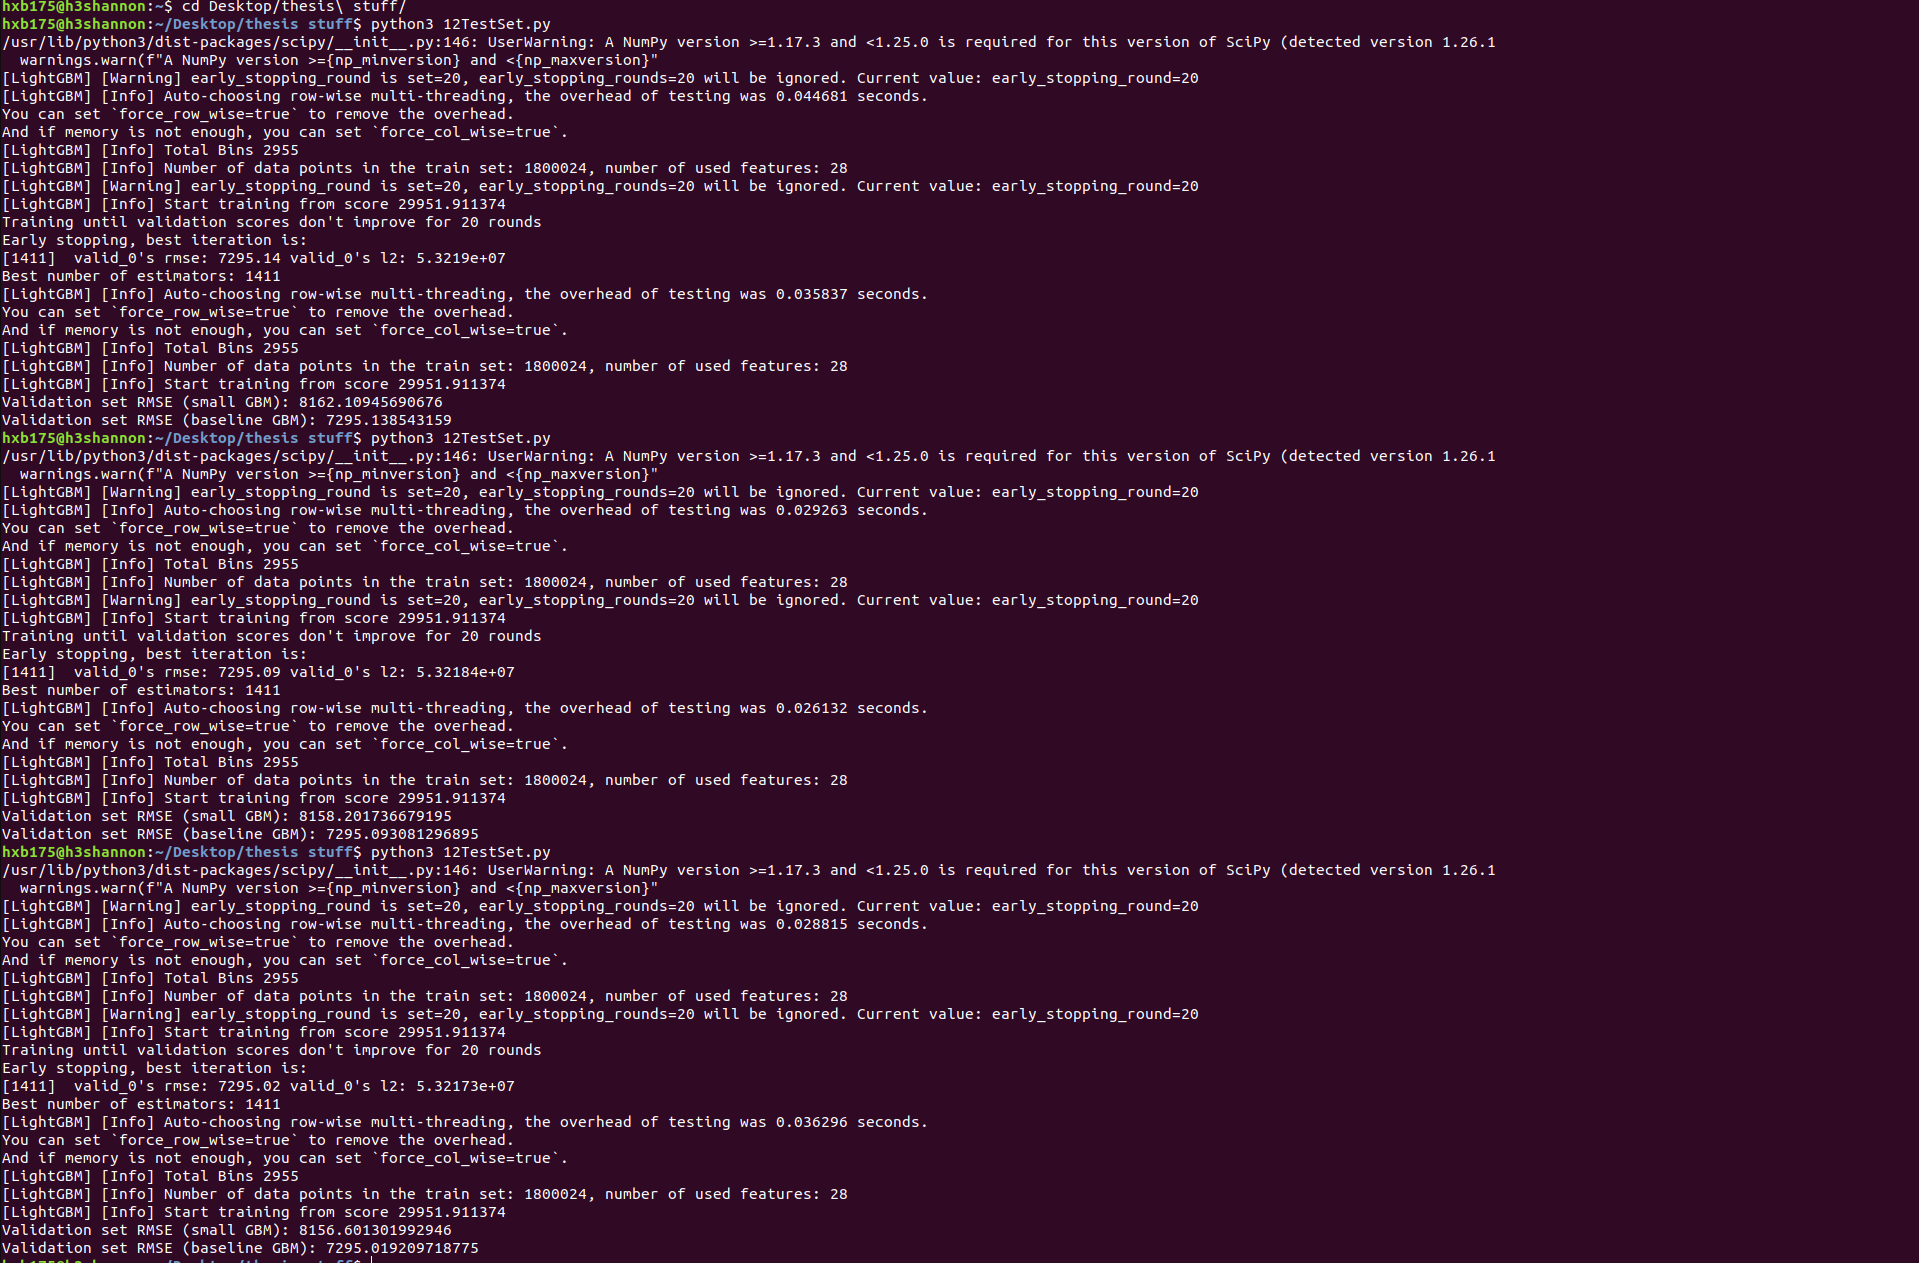 hxb175@h3shannon:~$ cd Desktop/thesis\ stuff/
hxb175@h3shannon:~/Desktop/thesis stuff$ python3 12TestSet.py
/usr/lib/python3/dist-packages/scipy/__init__.py:146: UserWarning: A NumPy version >=1.17.3 and <1.25.0 is required for this version of SciPy (detected version 1.26.1
  warnings.warn(f"A NumPy version >={np_minversion} and <{np_maxversion}"
[LightGBM] [Warning] early_stopping_round is set=20, early_stopping_rounds=20 will be ignored. Current value: early_stopping_round=20
[LightGBM] [Info] Auto-choosing row-wise multi-threading, the overhead of testing was 0.044681 seconds.
You can set `force_row_wise=true` to remove the overhead.
And if memory is not enough, you can set `force_col_wise=true`.
[LightGBM] [Info] Total Bins 2955
[LightGBM] [Info] Number of data points in the train set: 1800024, number of used features: 28
[LightGBM] [Warning] early_stopping_round is set=20, early_stopping_rounds=20 will be ignored. Current value: early_stopping_round=20
[LightGBM] [Info] Start training from score 29951.911374
Training until validation scores don't improve for 20 rounds
Early stopping, best iteration is:
[1411]  valid_0's rmse: 7295.14 valid_0's l2: 5.3219e+07
Best number of estimators: 1411
[LightGBM] [Info] Auto-choosing row-wise multi-threading, the overhead of testing was 0.035837 seconds.
You can set `force_row_wise=true` to remove the overhead.
And if memory is not enough, you can set `force_col_wise=true`.
[LightGBM] [Info] Total Bins 2955
[LightGBM] [Info] Number of data points in the train set: 1800024, number of used features: 28
[LightGBM] [Info] Start training from score 29951.911374
Validation set RMSE (small GBM): 8162.10945690676
Validation set RMSE (baseline GBM): 7295.138543159
hxb175@h3shannon:~/Desktop/thesis stuff$ python3 12TestSet.py
/usr/lib/python3/dist-packages/scipy/__init__.py:146: UserWarning: A NumPy version >=1.17.3 and <1.25.0 is required for this version of SciPy (detected version 1.26.1
  warnings.warn(f"A NumPy version >={np_minversion} and <{np_maxversion}"
[LightGBM] [Warning] early_stopping_round is set=20, early_stopping_rounds=20 will be ignored. Current value: early_stopping_round=20
[LightGBM] [Info] Auto-choosing row-wise multi-threading, the overhead of testing was 0.029263 seconds.
You can set `force_row_wise=true` to remove the overhead.
And if memory is not enough, you can set `force_col_wise=true`.
[LightGBM] [Info] Total Bins 2955
[LightGBM] [Info] Number of data points in the train set: 1800024, number of used features: 28
[LightGBM] [Warning] early_stopping_round is set=20, early_stopping_rounds=20 will be ignored. Current value: early_stopping_round=20
[LightGBM] [Info] Start training from score 29951.911374
Training until validation scores don't improve for 20 rounds
Early stopping, best iteration is:
[1411]  valid_0's rmse: 7295.09 valid_0's l2: 5.32184e+07
Best number of estimators: 1411
[LightGBM] [Info] Auto-choosing row-wise multi-threading, the overhead of testing was 0.026132 seconds.
You can set `force_row_wise=true` to remove the overhead.
And if memory is not enough, you can set `force_col_wise=true`.
[LightGBM] [Info] Total Bins 2955
[LightGBM] [Info] Number of data points in the train set: 1800024, number of used features: 28
[LightGBM] [Info] Start training from score 29951.911374
Validation set RMSE (small GBM): 8158.201736679195
Validation set RMSE (baseline GBM): 7295.093081296895
hxb175@h3shannon:~/Desktop/thesis stuff$ python3 12TestSet.py
/usr/lib/python3/dist-packages/scipy/__init__.py:146: UserWarning: A NumPy version >=1.17.3 and <1.25.0 is required for this version of SciPy (detected version 1.26.1
  warnings.warn(f"A NumPy version >={np_minversion} and <{np_maxversion}"
[LightGBM] [Warning] early_stopping_round is set=20, early_stopping_rounds=20 will be ignored. Current value: early_stopping_round=20
[LightGBM] [Info] Auto-choosing row-wise multi-threading, the overhead of testing was 0.028815 seconds.
You can set `force_row_wise=true` to remove the overhead.
And if memory is not enough, you can set `force_col_wise=true`.
[LightGBM] [Info] Total Bins 2955
[LightGBM] [Info] Number of data points in the train set: 1800024, number of used features: 28
[LightGBM] [Warning] early_stopping_round is set=20, early_stopping_rounds=20 will be ignored. Current value: early_stopping_round=20
[LightGBM] [Info] Start training from score 29951.911374
Training until validation scores don't improve for 20 rounds
Early stopping, best iteration is:
[1411]  valid_0's rmse: 7295.02 valid_0's l2: 5.32173e+07
Best number of estimators: 1411
[LightGBM] [Info] Auto-choosing row-wise multi-threading, the overhead of testing was 0.036296 seconds.
You can set `force_row_wise=true` to remove the overhead.
And if memory is not enough, you can set `force_col_wise=true`.
[LightGBM] [Info] Total Bins 2955
[LightGBM] [Info] Number of data points in the train set: 1800024, number of used features: 28
[LightGBM] [Info] Start training from score 29951.911374
Validation set RMSE (small GBM): 8156.601301992946
Validation set RMSE (baseline GBM): 7295.019209718775